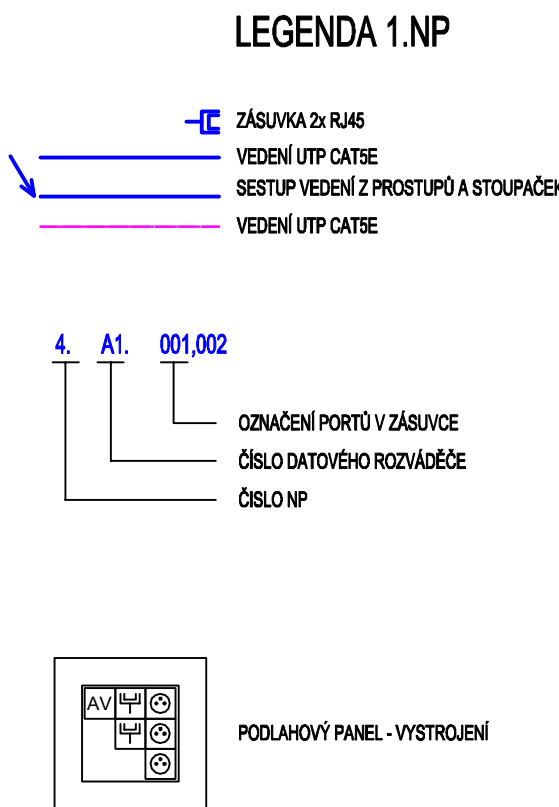 LEGENDA 1.NP
ZÁSUVKA 2x RJ45
VEDENÍ UTP CAT5E
SESTUP VEDENÍ Z PROSTUPŮ A STOUPAČEK
VEDENÍ UTP CAT5E
4. A1. 001,002
OZNAČENÍ PORTŮ V ZÁSUVCE
ČÍSLO DATOVÉHO ROZVÁDĚČE
ČISLO NP
AV
PODLAHOVÝ PANEL - VYSTROJENÍ